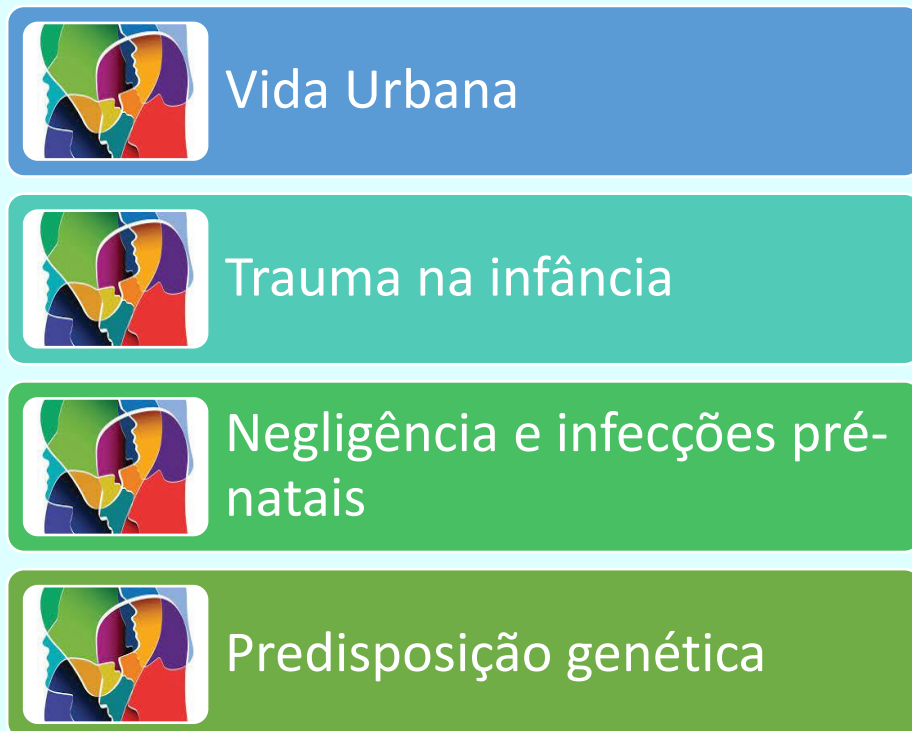 Vida Urbana
Trauma na infância
Negligência e infecções pré-
natais
Predisposição genética